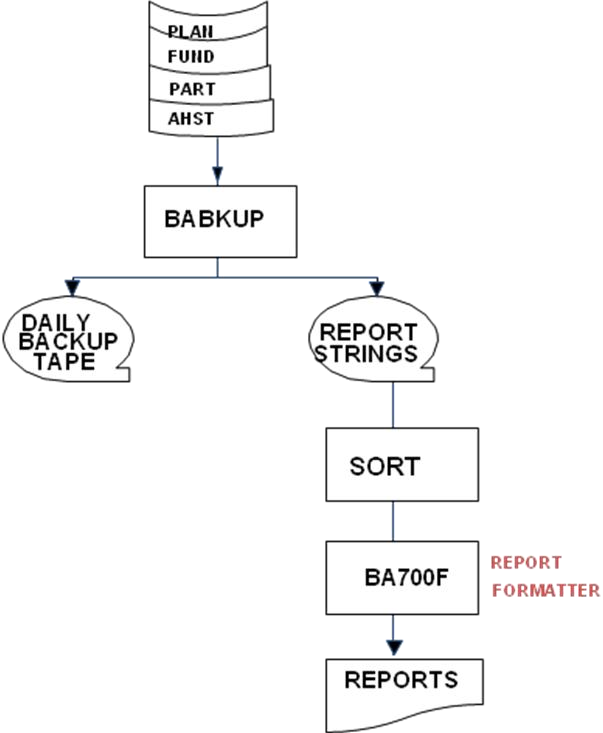 PLAN
FUND
PART
AHST
BABKUP
DAILY
BACKUP
TAPE
REPORT
STRINGS
SORT
BA700F
REPORT
FORMATTER
REPORTS